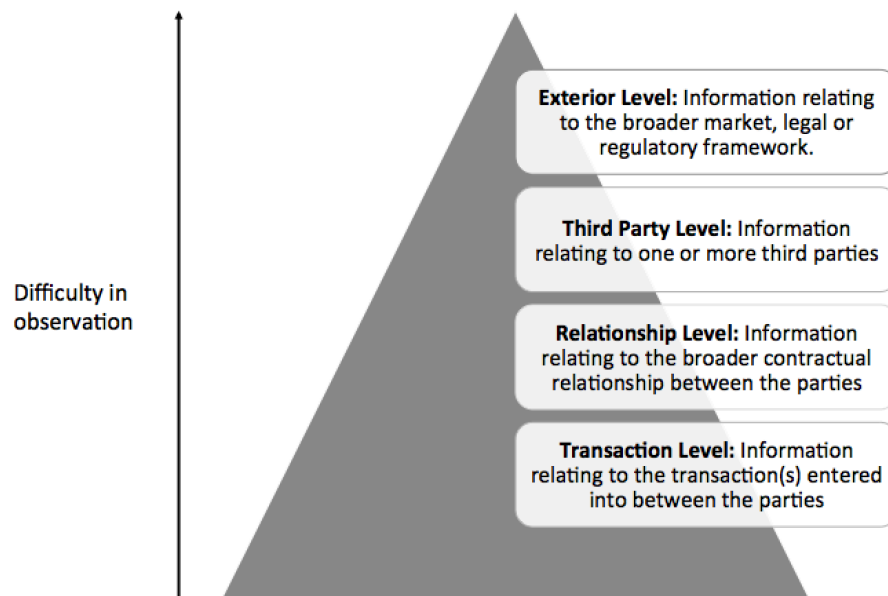 Exterior Level: Information relating
to the broader market, legal or
regulatory framework.
Third Party Level: Information
relating to one or more third parties
Difficulty in
observation
Relationship Level: Information
relating to the broader contractual
relationship between the parties
Transaction Level: Information
relating to the transaction(s) entered
into between the parties